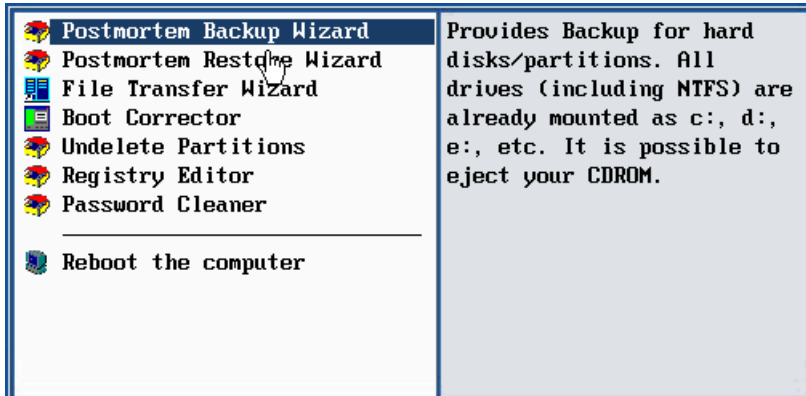 Postmortem Backup Wizard
Postmortem Restore Wizard
File Transfer Wizard
Boot Corrector
Undelete Partitions
Registry Editor
Password Cleaner
Reboot the computer
Provides Backup for hard
disks/partitions. All
drives (including NTFS) are
already mounted as c:, d:,
e:, etc. It is possible to
eject your CDROM.